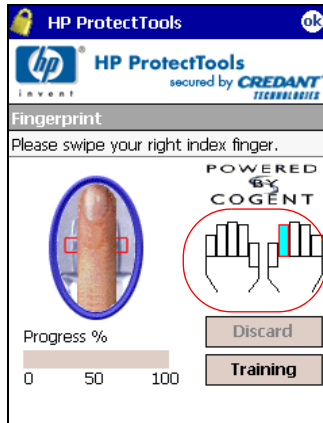 HP ProtectTools
ok
hp
invent
HP ProtectTools
secured by CREDANT
TECHNOLOGIES
Fingerprint
Please swipe your right index finger.
POWERED
BY
COGENT
Progress %
0 50 100
Discard
Training